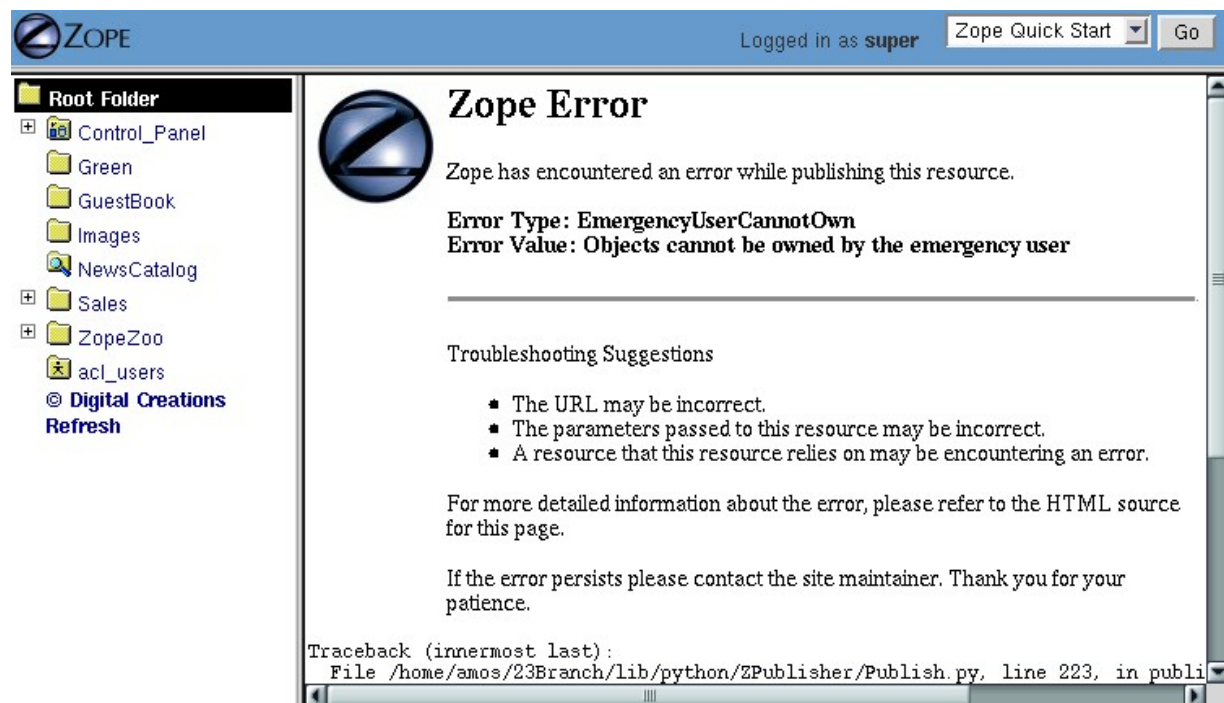 ZOPE
Logged in as super
Zope Quick Start
Go
Root Folder
Control_Panel
Green
GuestBook
Images
NewsCatalog
Sales
ZopeZoo
acl_users
© Digital Creations
Refresh
Zope Error
Zope has encountered an error while publishing this resource.
Error Type: EmergencyUserCannotOwn
Error Value: Objects cannot be owned by the emergency user
Troubleshooting Suggestions
The URL may be incorrect.
The parameters passed to this resource may be incorrect.
A resource that this resource relies on may be encountering an error.
For more detailed information about the error, please refer to the HTML source
for this page.
If the error persists please contact the site maintainer. Thank you for your
patience.
Traceback (innermost last):
File /home/amos/23Branch/lib/python/ZPublisher/Publish.py, line 223, in publi